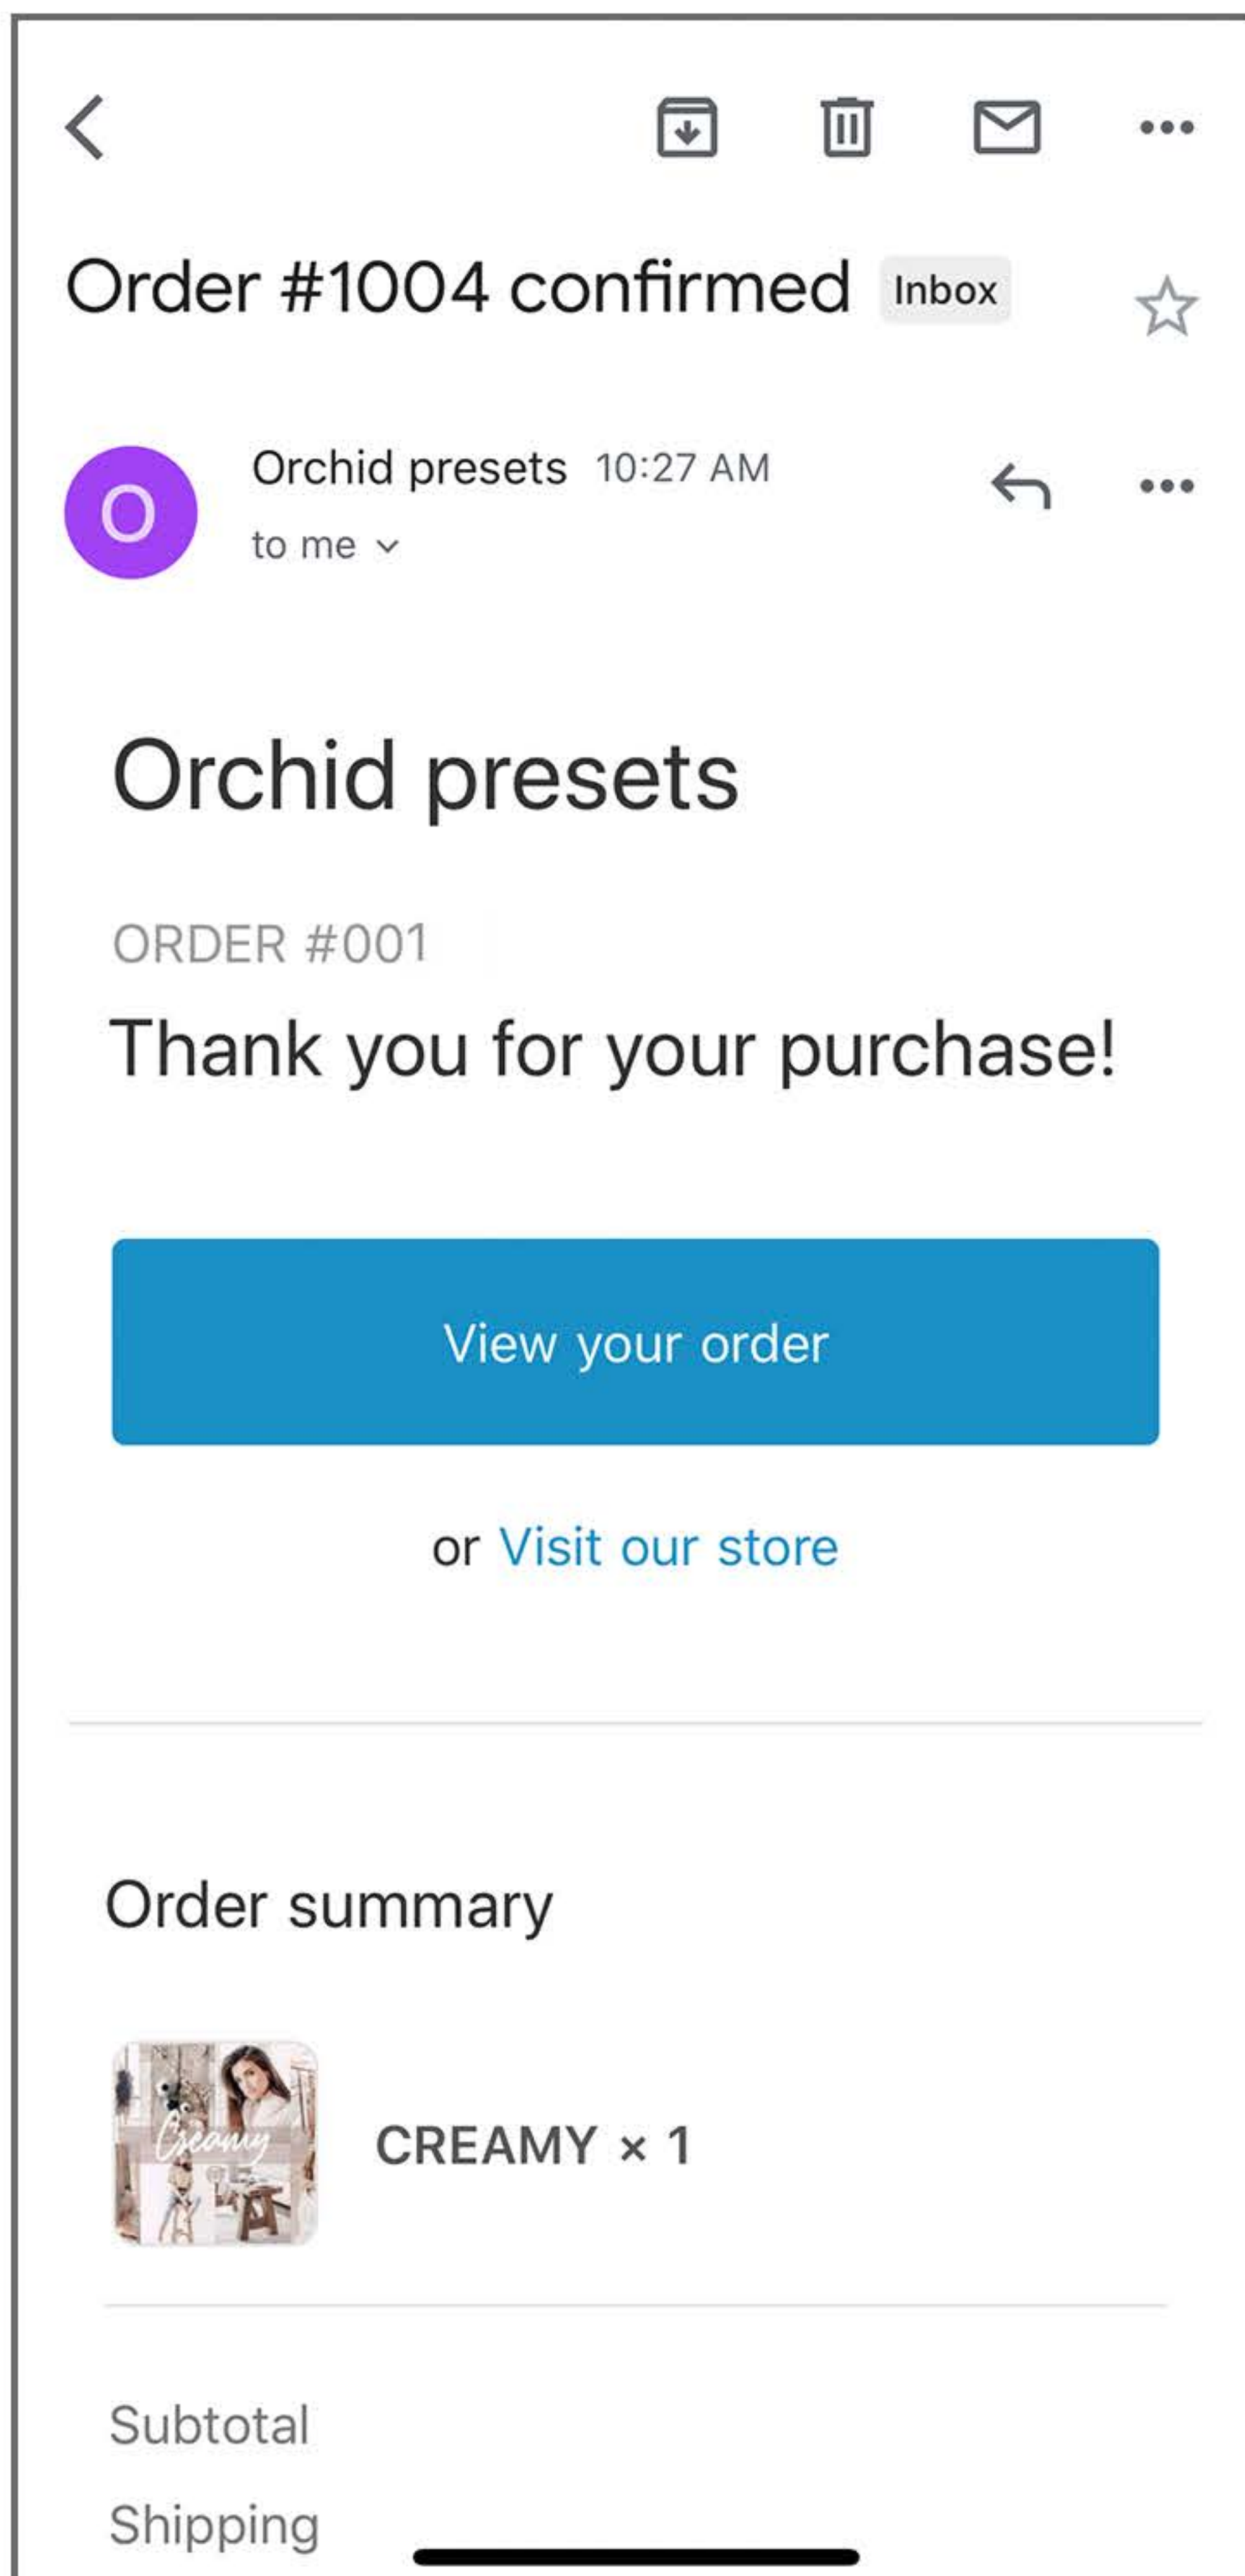 Order #1004 confirmed Inbox
O
Orchid presets 10:27 AM
to me
Orchid presets
ORDER #001
Thank you for your purchase!
View your order
or Visit our store
Order summary
Creamy
CREAMY × 1
Subtotal
Shipping